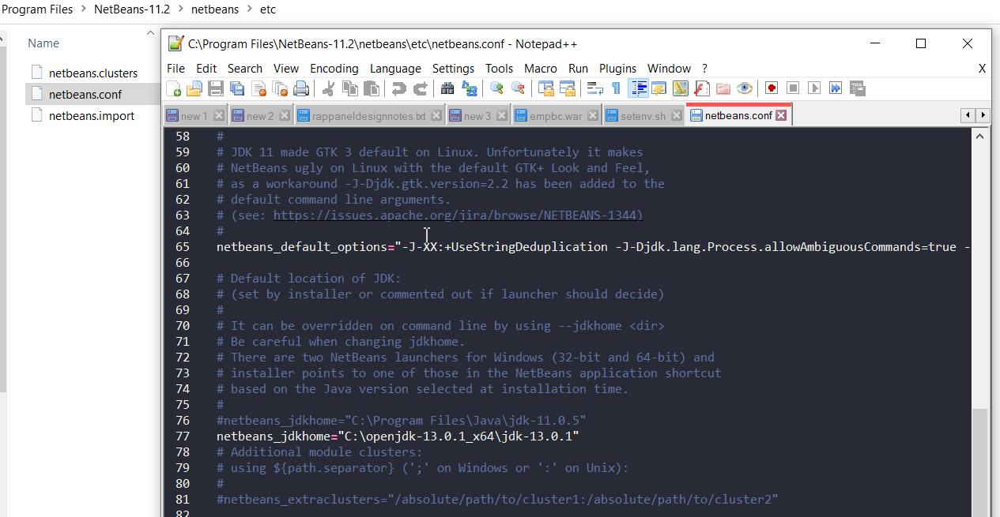 Program Files > NetBeans-11.2 > netbeans > etc
Name
netbeans.clusters
netbeans.conf
netbeans.import
C:\Program Files\NetBeans-11.2\netbeans\etc\netbeans.conf - Notepad++
File Edit Search View Encoding Language Settings Tools Macro Run Plugins Window ? X
new 1 new 2 rappaneldesignnotes.txt new 3 empbc.war setenv.sh netbeans.conf
58 #
59 # JDK 11 made GTK 3 default on Linux. Unfortunately it makes
60 # NetBeans ugly on Linux with the default GTK+ Look and Feel,
61 # as a workaround -J-Djdk.gtk.version=2.2 has been added to the
62 # default command line arguments.
63 # (see: https://issues.apache.org/jira/browse/NETBEANS-1344)
64 #
65 netbeans_default_options="-J-XX:+UseStringDeduplication -J-Djdk.lang.Process.allowAmbiguousCommands=true -
66
67 # Default location of JDK:
68 # (set by installer or commented out if launcher should decide)
69 #
70 # It can be overridden on command line by using --jdkhome <dir>
71 # Be careful when changing jdkhome.
72 # There are two NetBeans launchers for Windows (32-bit and 64-bit) and
73 # installer points to one of those in the NetBeans application shortcut
74 # based on the Java version selected at installation time.
75 #
76 #netbeans_jdkhome="C:\Program Files\Java\jdk-11.0.5"
77 netbeans_jdkhome="C:\openjdk-13.0.1_x64\jdk-13.0.1"
78 # Additional module clusters:
79 # using ${path.separator} (';' on Windows or ':' on Unix):
80 #
81 #netbeans_extraclusters="/absolute/path/to/cluster1:/absolute/path/to/cluster2"
82